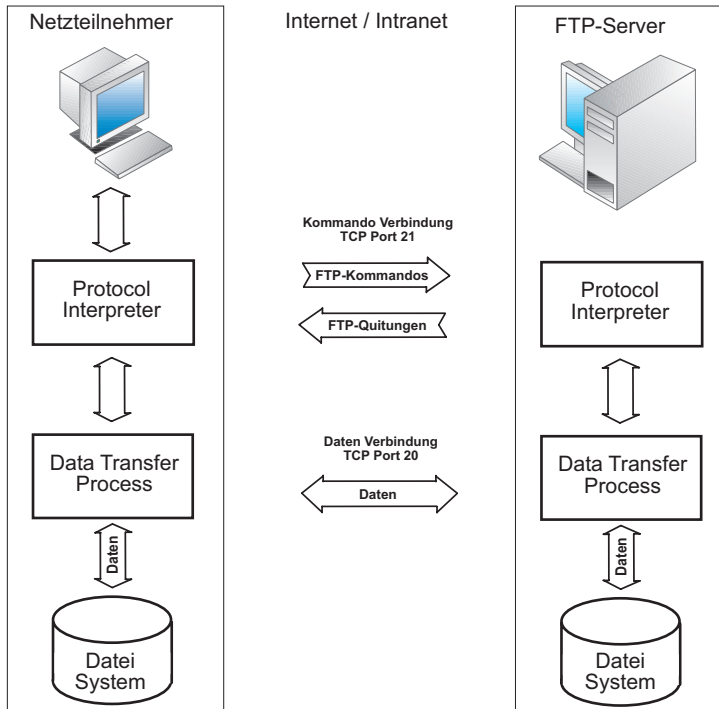 Netzteilnehmer
Internet / Intranet
FTP-Server
Kommando Verbindung
TCP Port 21
FTP-Kommandos
FTP-Quitungen
Protocol
Interpreter
Protocol
Interpreter
Daten Verbindung
TCP Port 20
Daten
Data Transfer
Process
Data Transfer
Process
Daten
Daten
Datei
System
Datei
System